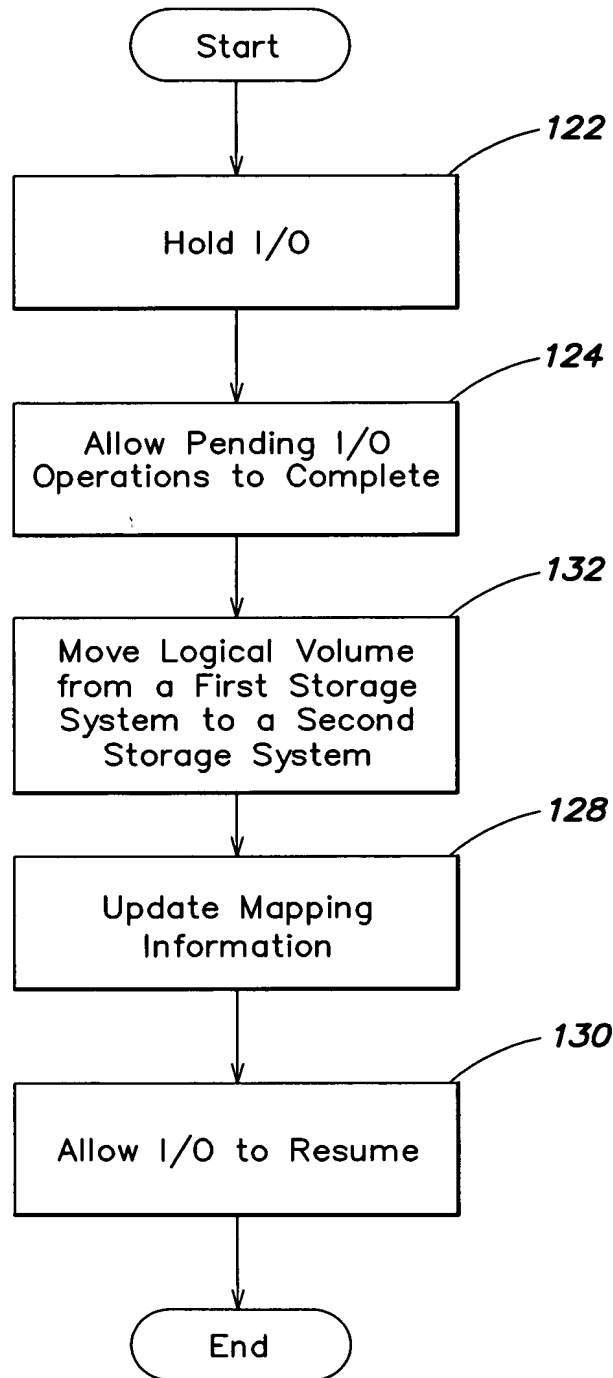 Start
122
Hold I/O
124
Allow Pending I/O
Operations to Complete
132
Move Logical Volume
from a First Storage
System to a Second
Storage System
128
Update Mapping
Information
130
Allow I/O to Resume
End